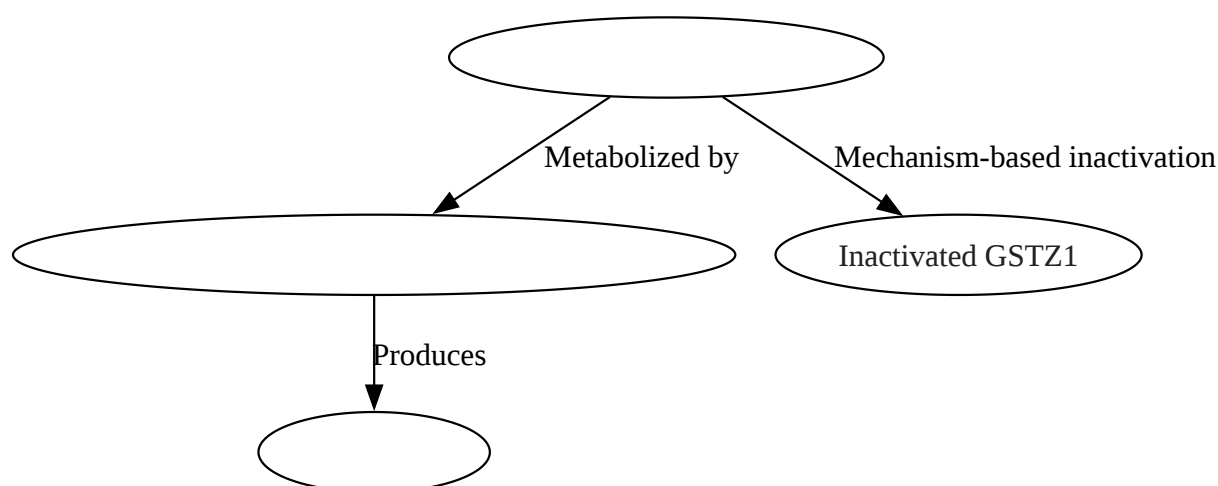 Metabolized by
Mechanism-based inactivation
Inactivated GSTZ1
Produces